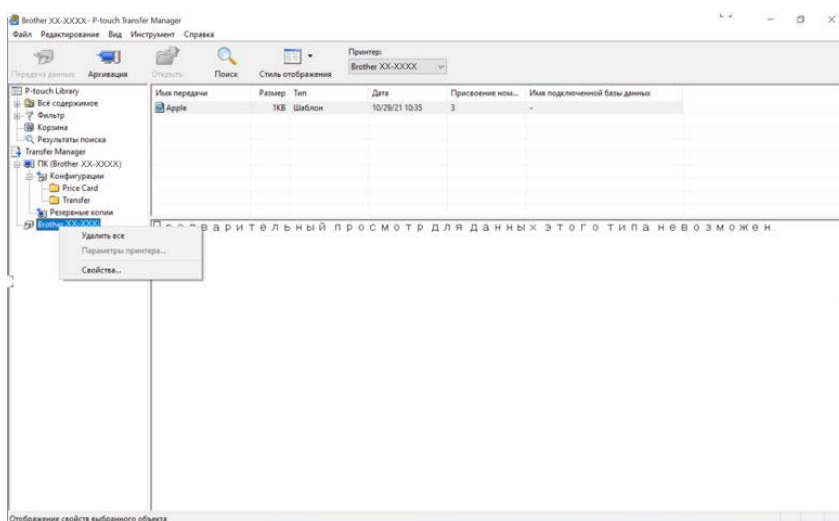 Brother XX-XXXX - P-touch Transfer Manager
Файл Редактирование Вид Инструмент Справка
Передача данных Архивация Открыть Поиск Стиль отображения
Принтер:
Brother XX-XXXX
P-touch Library
Всё содержимое
Фильтр
Корзина
Результаты поиска
Transfer Manager
ПК (Brother XX-XXXX)
Конфигурации
Price Card
Transfer
Резервные копии
Brother XX-XXXX
Имя передачи Размер Тип Дата Присвоение ном... Имя подключенной базы данных
Apple 1KB Шаблон 10/29/21 10:35 3 -
варительный просмотр для данных этого типа невозможен.
Удалить все
Параметры принтера...
Свойства...
Отображение свойств выбранного объекта